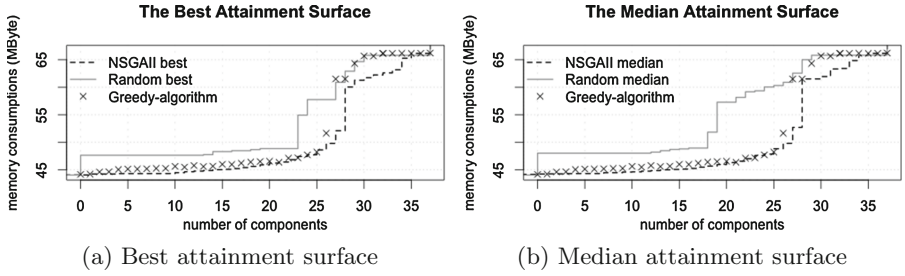 The Best Attainment Surface
memory consumptions (MByte)
65
55
45
NSGAII best
Random best
Greedy-algorithm
0 5 10 15 20 25 30 35
number of components
(a) Best attainment surface
The Median Attainment Surface
memory consumptions (MByte)
65
55
45
NSGAII median
Random median
Greedy-algorithm
0 5 10 15 20 25 30 35
number of components
(b) Median attainment surface